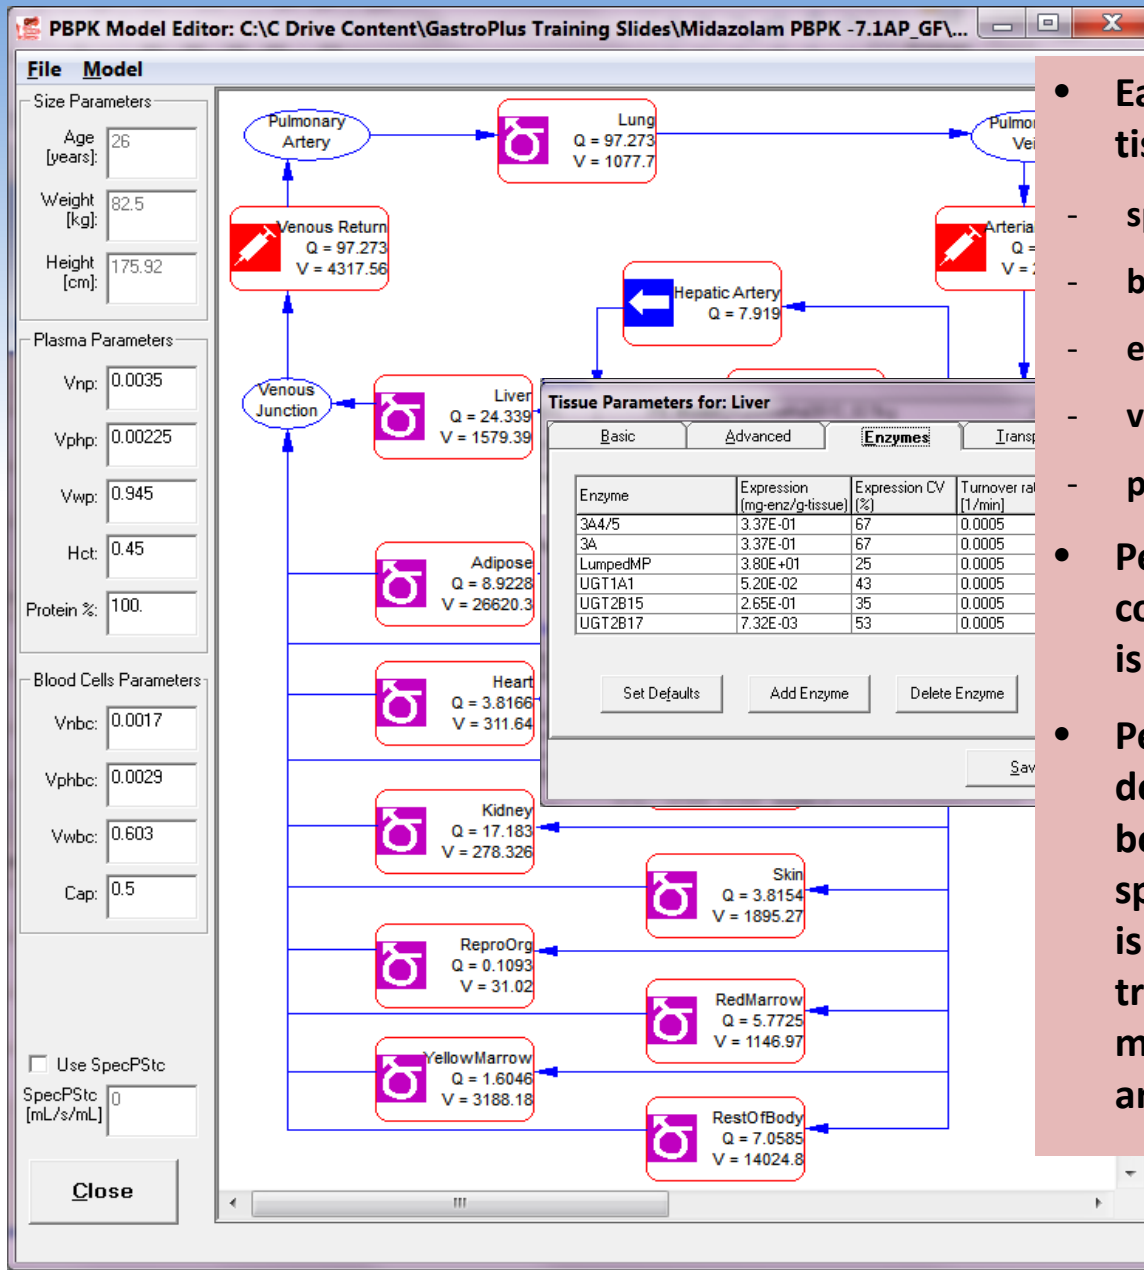 PBPK Model Editor: C:\C Drive Content\GastroPlus Training Slides\Midazolam PBPK -7.1AP_GF\...
File Model
Size Parameters
Age [years]: 26
Weight [kg]: 82.5
Height [cm]: 175.92
Plasma Parameters
Vnp: 0.0035
Vphp: 0.00225
Vwp: 0.945
Hct: 0.45
Protein %: 100.
Blood Cells Parameters
Vnbc: 0.0017
Vphbc: 0.0029
Vwbc: 0.603
Cap: 0.5
Use SpecPStc
SpecPStc [mL/s/mL] 0
Close
Pulmonary
Artery
Lung
Q = 97.273
V = 1077.7
Venous Return
Q = 97.273
V = 4317.56
Hepatic Artery
Q = 7.919
Venous
Junction
Liver
Q = 24.339
V = 1579.39
Adipose
Q = 8.9228
V = 26620.3
Heart
Q = 3.8166
V = 311.64
Kidney
Q = 17.183
V = 278.326
Skin
Q = 3.8154
V = 1895.27
ReproOrg
Q = 0.1093
V = 31.02
RedMarrow
Q = 5.7725
V = 1146.97
YellowMarrow
Q = 1.6046
V = 3188.18
RestOfBody
Q = 7.0585
V = 14024.8
Tissue Parameters for: Liver
Basic Advanced Enzymes
Enzyme Expression (mg-enz/g-tissue) Expression CV (%) Turnover [1/min]
3A4/5 3.37E-01 67 0.0005
3A 3.37E-01 67 0.0005
LumpedMP 3.80E+01 25 0.0005
UGT1A1 5.20E-02 43 0.0005
UGT2B15 2.65E-01 35 0.0005
UGT2B17 7.32E-03 53 0.0005
Set Defaults Add Enzyme Delete Enzyme
is
is